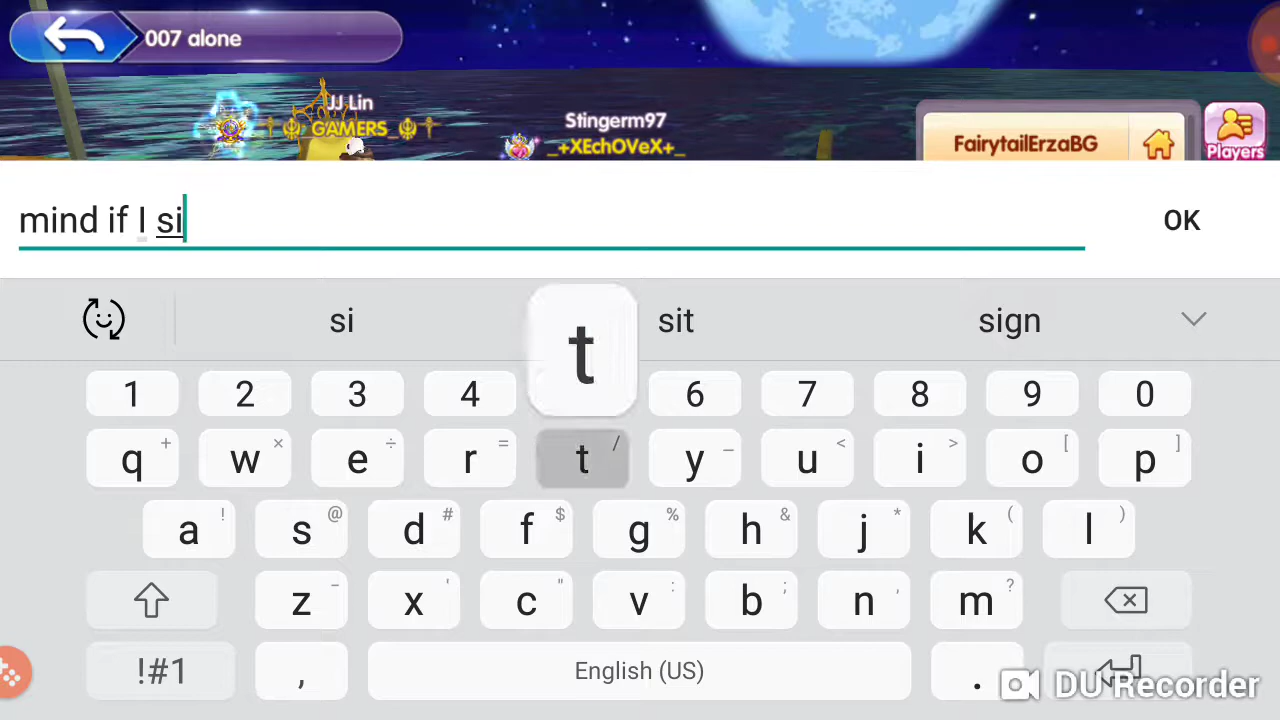 007 alone
JJ Lin
GAMERS_
Stingerm97
_+XEchOVeX+_
FairytailErzaBG
Players
mind if I si
OK
si
sit
sign
t
1 2 3 4 6 7 8 9 0
q + w × e ÷ r = t / y _ u < i > o [ p ]
a ! s @ d # f $ g % h & j * k ( l )
z - x ' c " v : b ; n , m ?
!#1 , English (US) .
DU Recorder